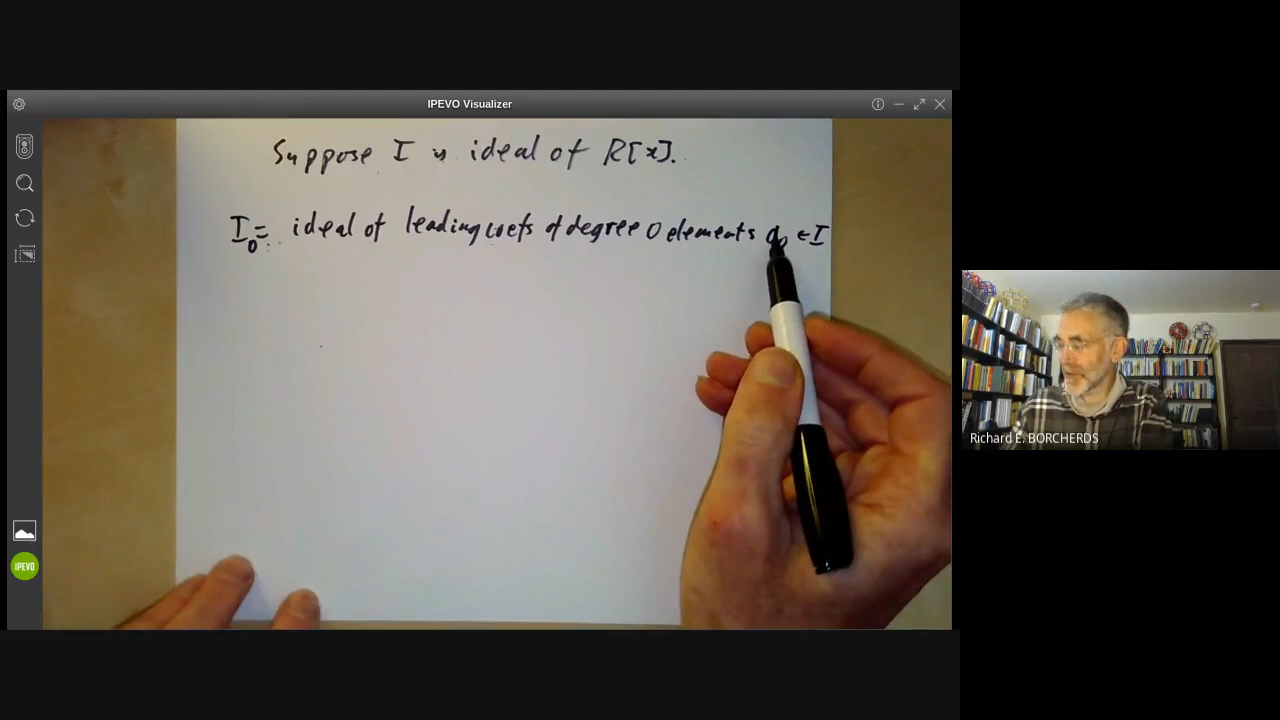 IPEVO Visualizer
Suppose I is ideal of R[x].
I₀ = ideal of leading coefs of degree 0 elements a₀ ∈ I
IPEVO
Richard E. BORCHERDS